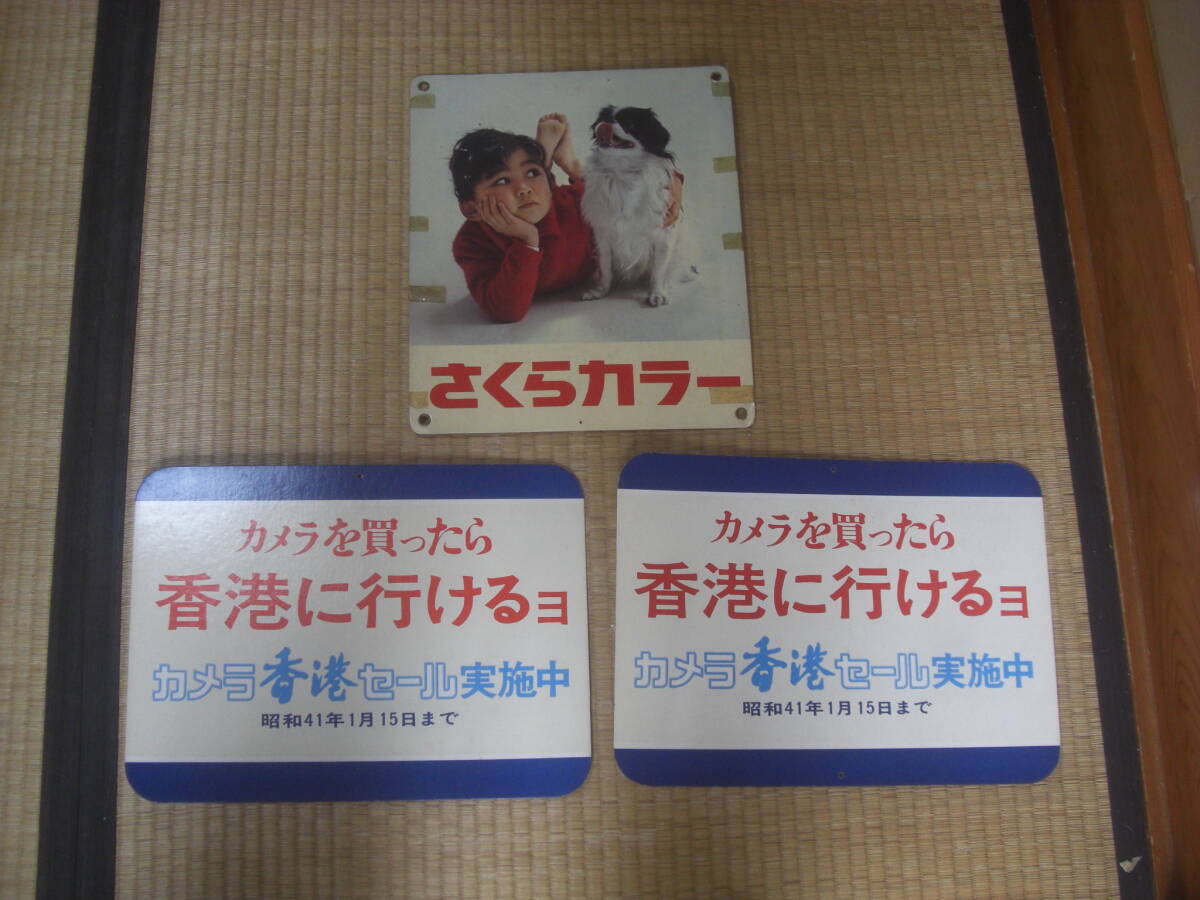 さくらカラー
カメラを買ったら
香港に行けるヨ
カメラ香港セール実施中
昭和41年1月15日まで
カメラを買ったら
香港に行けるヨ
カメラ香港セール実施中
昭和41年1月15日まで